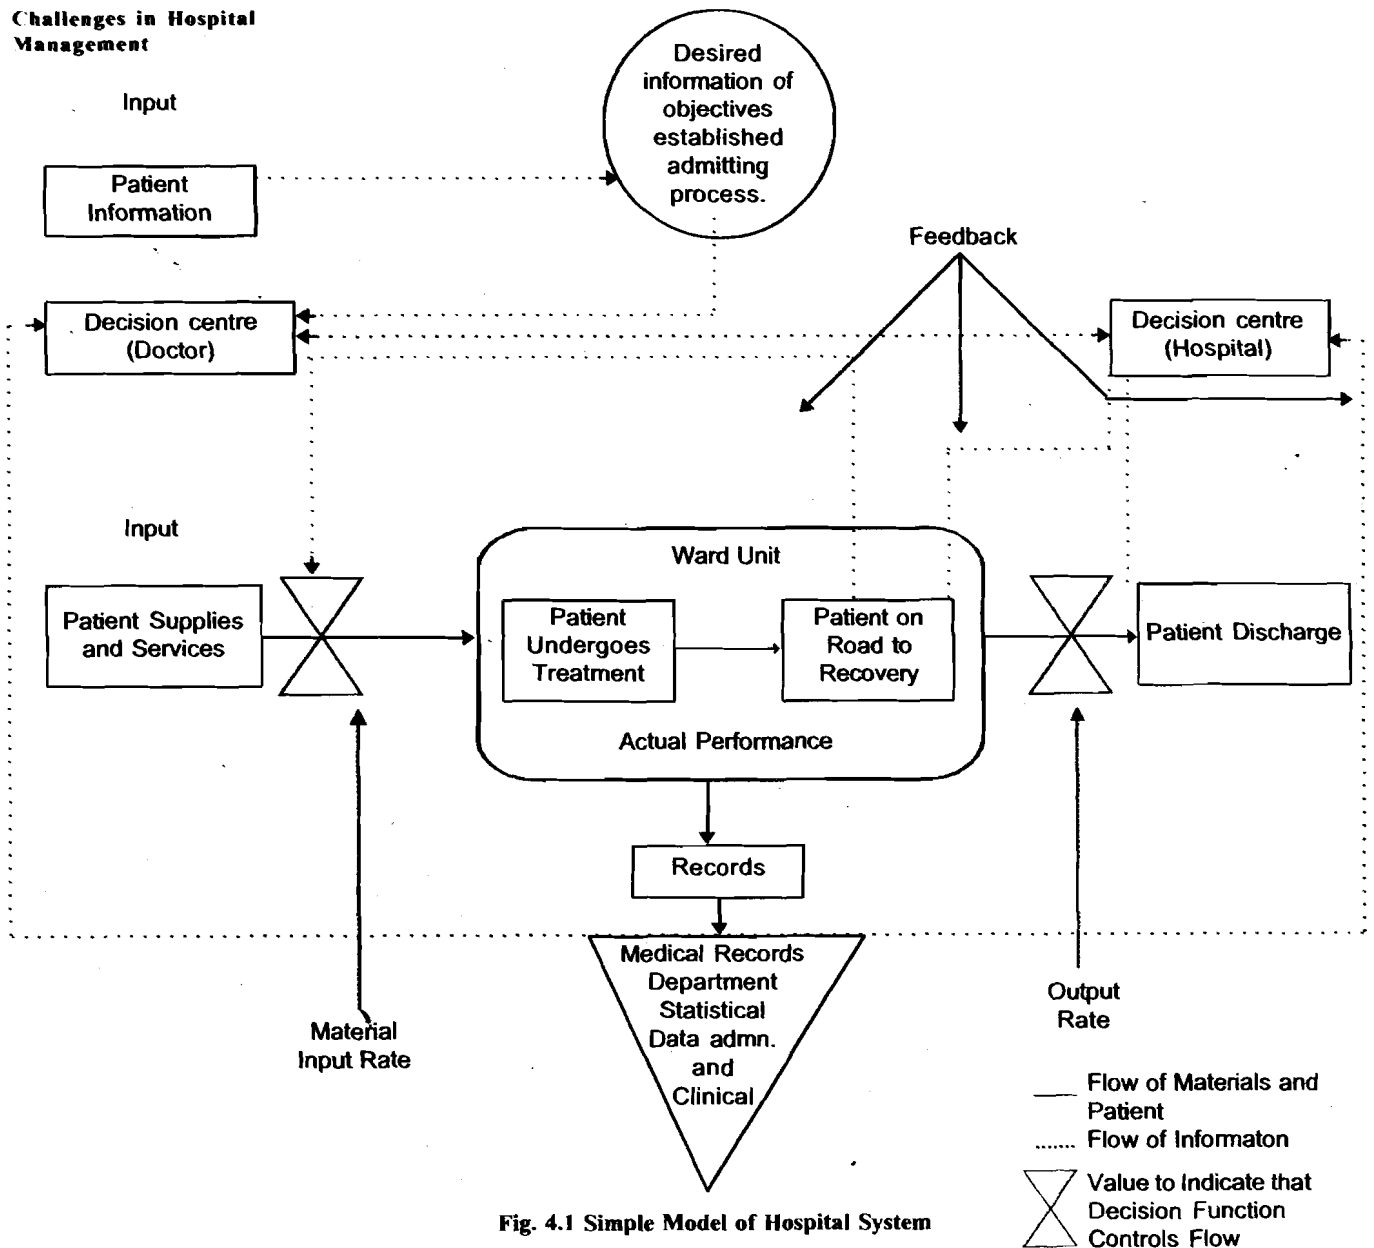 Challenges in Hospital
Management
Input
Desired
information of
objectives
established
admitting
process.
Patient
Information
Feedback
Decision centre
(Doctor)
Decision centre
(Hospital)
Input
Patient Supplies
and Services
Ward Unit
Patient
Undergoes
Treatment
Patient on
Road to
Recovery
Actual Performance
Patient Discharge
Records
Medical Records
Department
Statistical
Data admn.
and
Clinical
Material
Input Rate
Output
Rate
Flow of Materials and
Patient
Flow of Informaton
Value to Indicate that
Decision Function
Controls Flow
Fig. 4.1 Simple Model of Hospital System